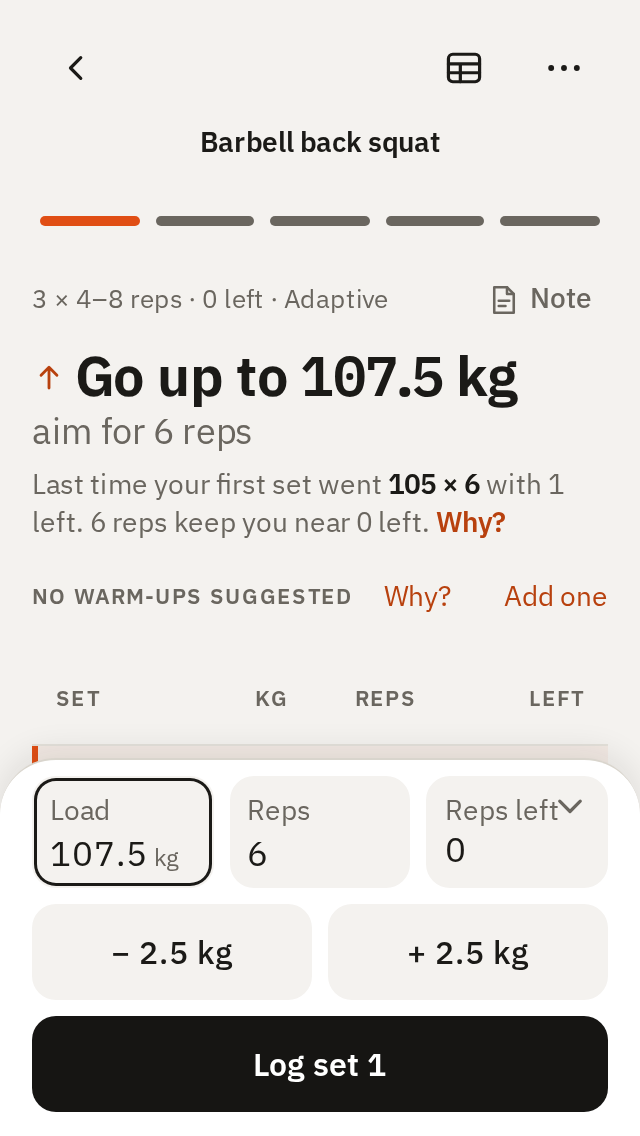 Barbell back squat
3 × 4–8 reps · 0 left · Adaptive
Note
↑ Go up to 107.5 kg
aim for 6 reps
Last time your first set went 105 × 6 with 1
left. 6 reps keep you near 0 left. Why?
NO WARM-UPS SUGGESTED Why? Add one
SET KG REPS LEFT
Load Reps Reps left
107.5 kg 6 0
− 2.5 kg + 2.5 kg
Log set 1